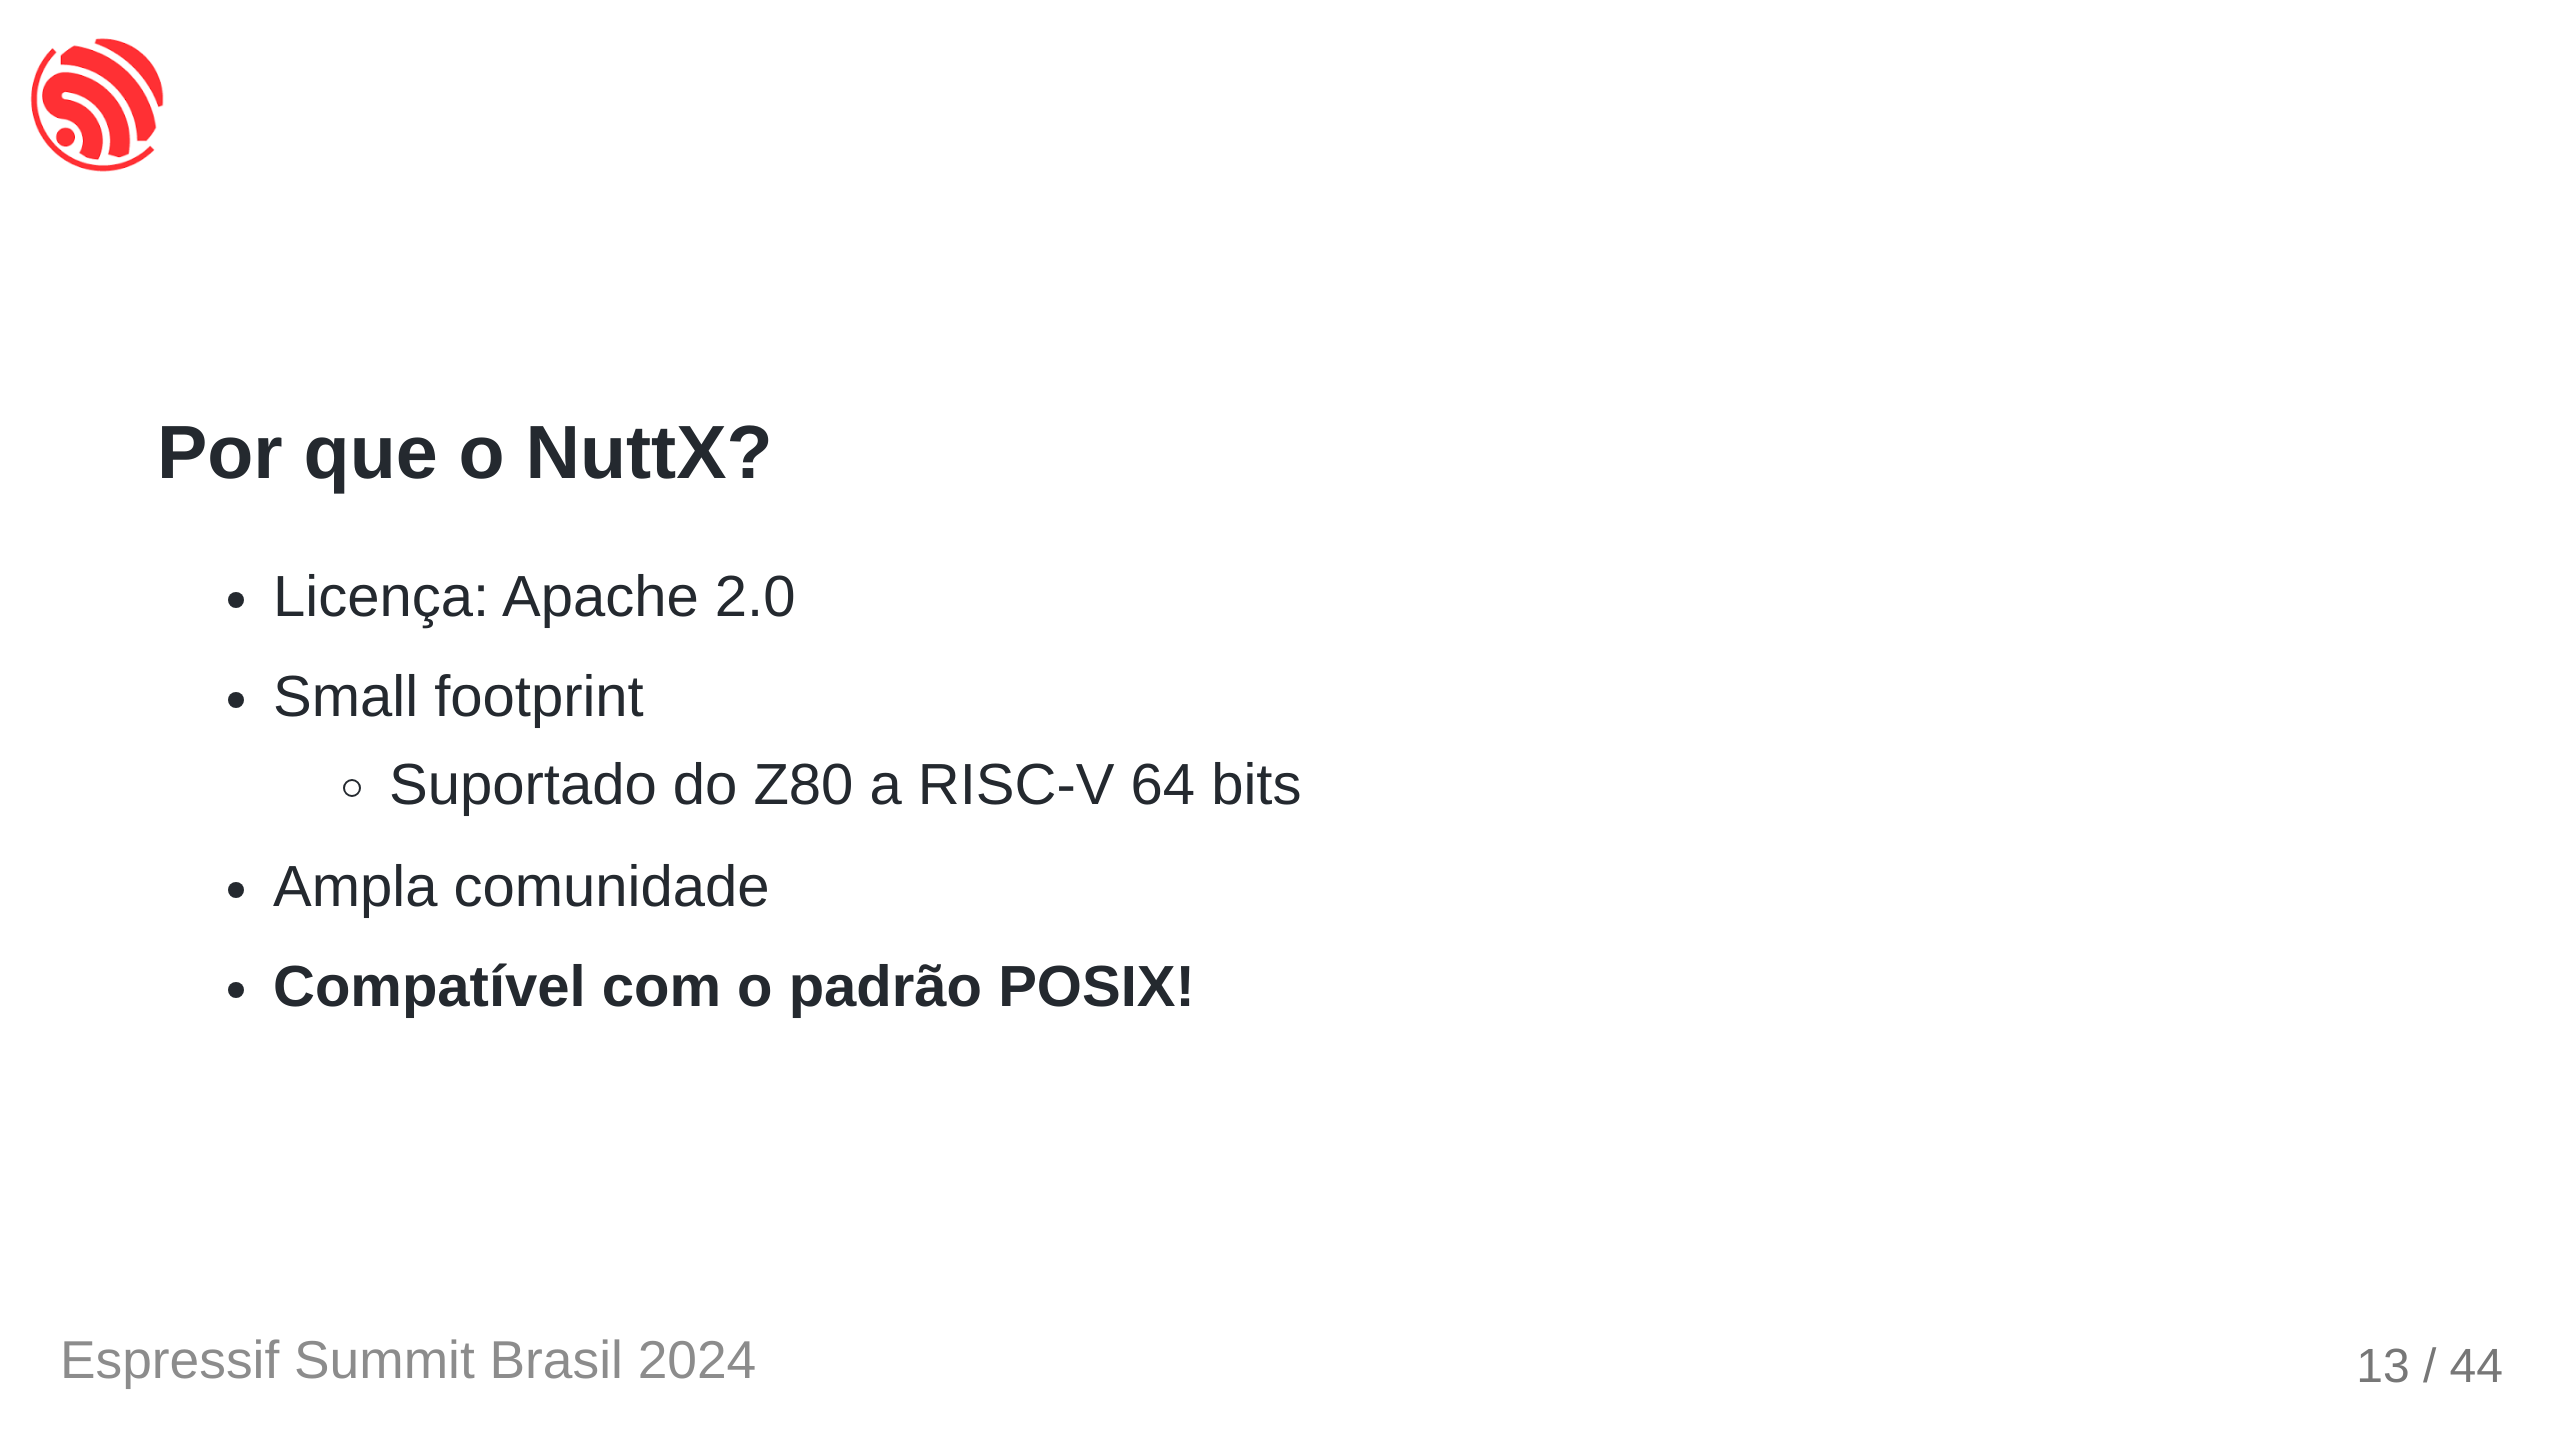 Por que o NuttX?
Licença: Apache 2.0
Small footprint
Suportado do Z80 a RISC-V 64 bits
Ampla comunidade
Compatível com o padrão POSIX!
Espressif Summit Brasil 2024
13 / 44